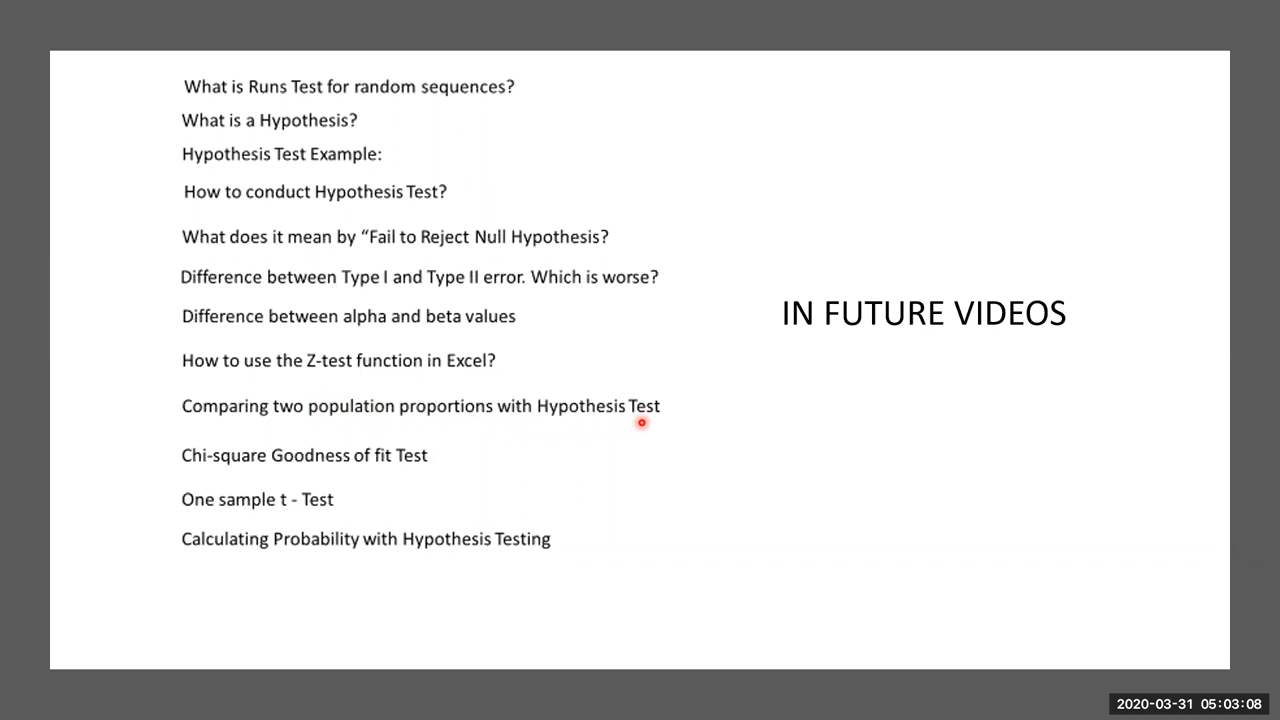 What is Runs Test for random sequences?
What is a Hypothesis?
Hypothesis Test Example:
How to conduct Hypothesis Test?
What does it mean by “Fail to Reject Null Hypothesis?
Difference between Type I and Type II error. Which is worse?
Difference between alpha and beta values
How to use the Z-test function in Excel?
Comparing two population proportions with Hypothesis Test
Chi-square Goodness of fit Test
One sample t - Test
Calculating Probability with Hypothesis Testing
IN FUTURE VIDEOS
2020-03-31 05:03:08